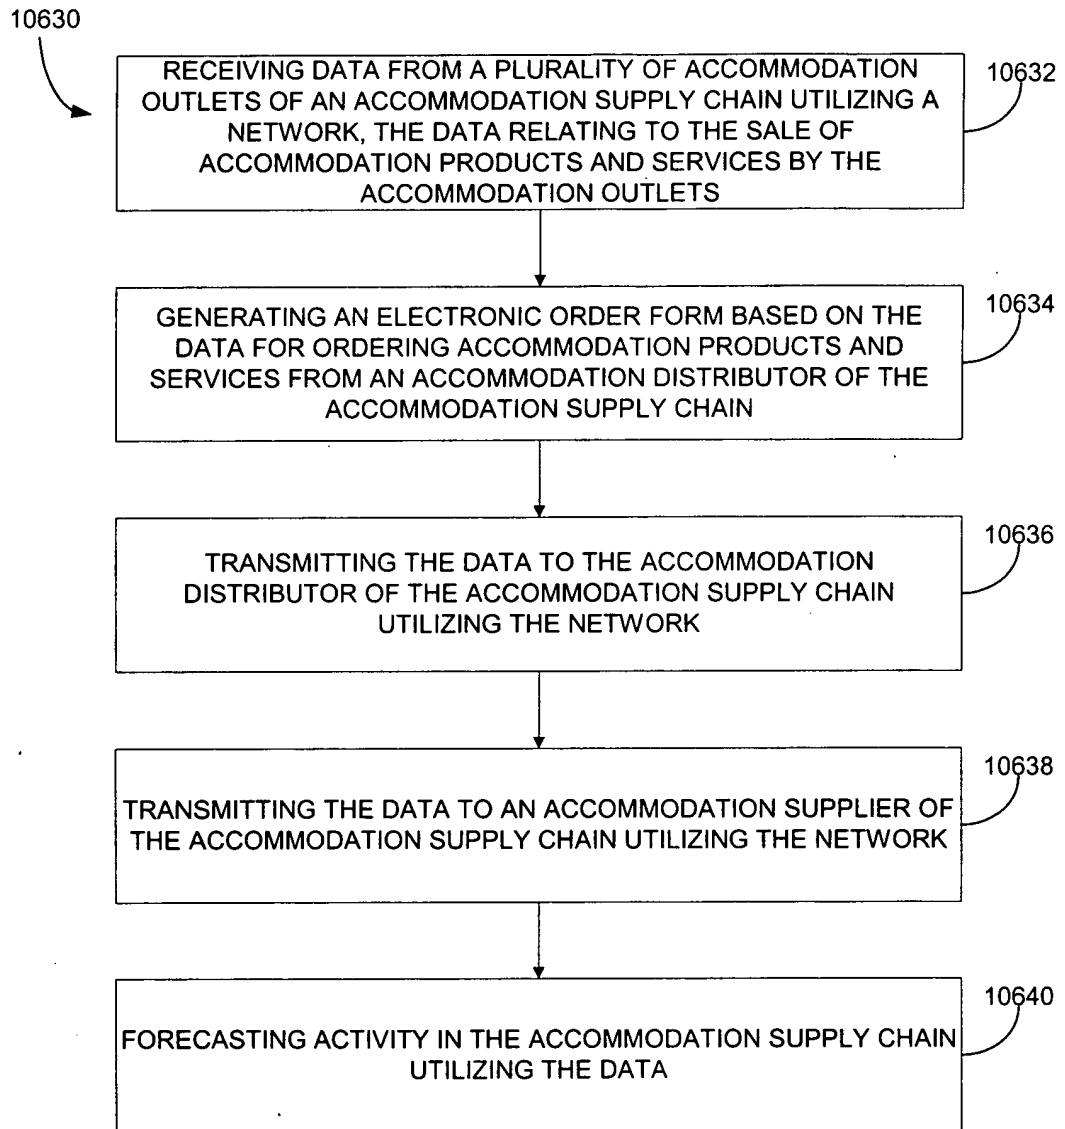 10630
RECEIVING DATA FROM A PLURALITY OF ACCOMMODATION
OUTLETS OF AN ACCOMMODATION SUPPLY CHAIN UTILIZING A
NETWORK, THE DATA RELATING TO THE SALE OF
ACCOMMODATION PRODUCTS AND SERVICES BY THE
ACCOMMODATION OUTLETS
10632
GENERATING AN ELECTRONIC ORDER FORM BASED ON THE
DATA FOR ORDERING ACCOMMODATION PRODUCTS AND
SERVICES FROM AN ACCOMMODATION DISTRIBUTOR OF THE
ACCOMMODATION SUPPLY CHAIN
10634
TRANSMITTING THE DATA TO THE ACCOMMODATION
DISTRIBUTOR OF THE ACCOMMODATION SUPPLY CHAIN
UTILIZING THE NETWORK
10636
TRANSMITTING THE DATA TO AN ACCOMMODATION SUPPLIER OF
THE ACCOMMODATION SUPPLY CHAIN UTILIZING THE NETWORK
10638
FORECASTING ACTIVITY IN THE ACCOMMODATION SUPPLY CHAIN
UTILIZING THE DATA
10640